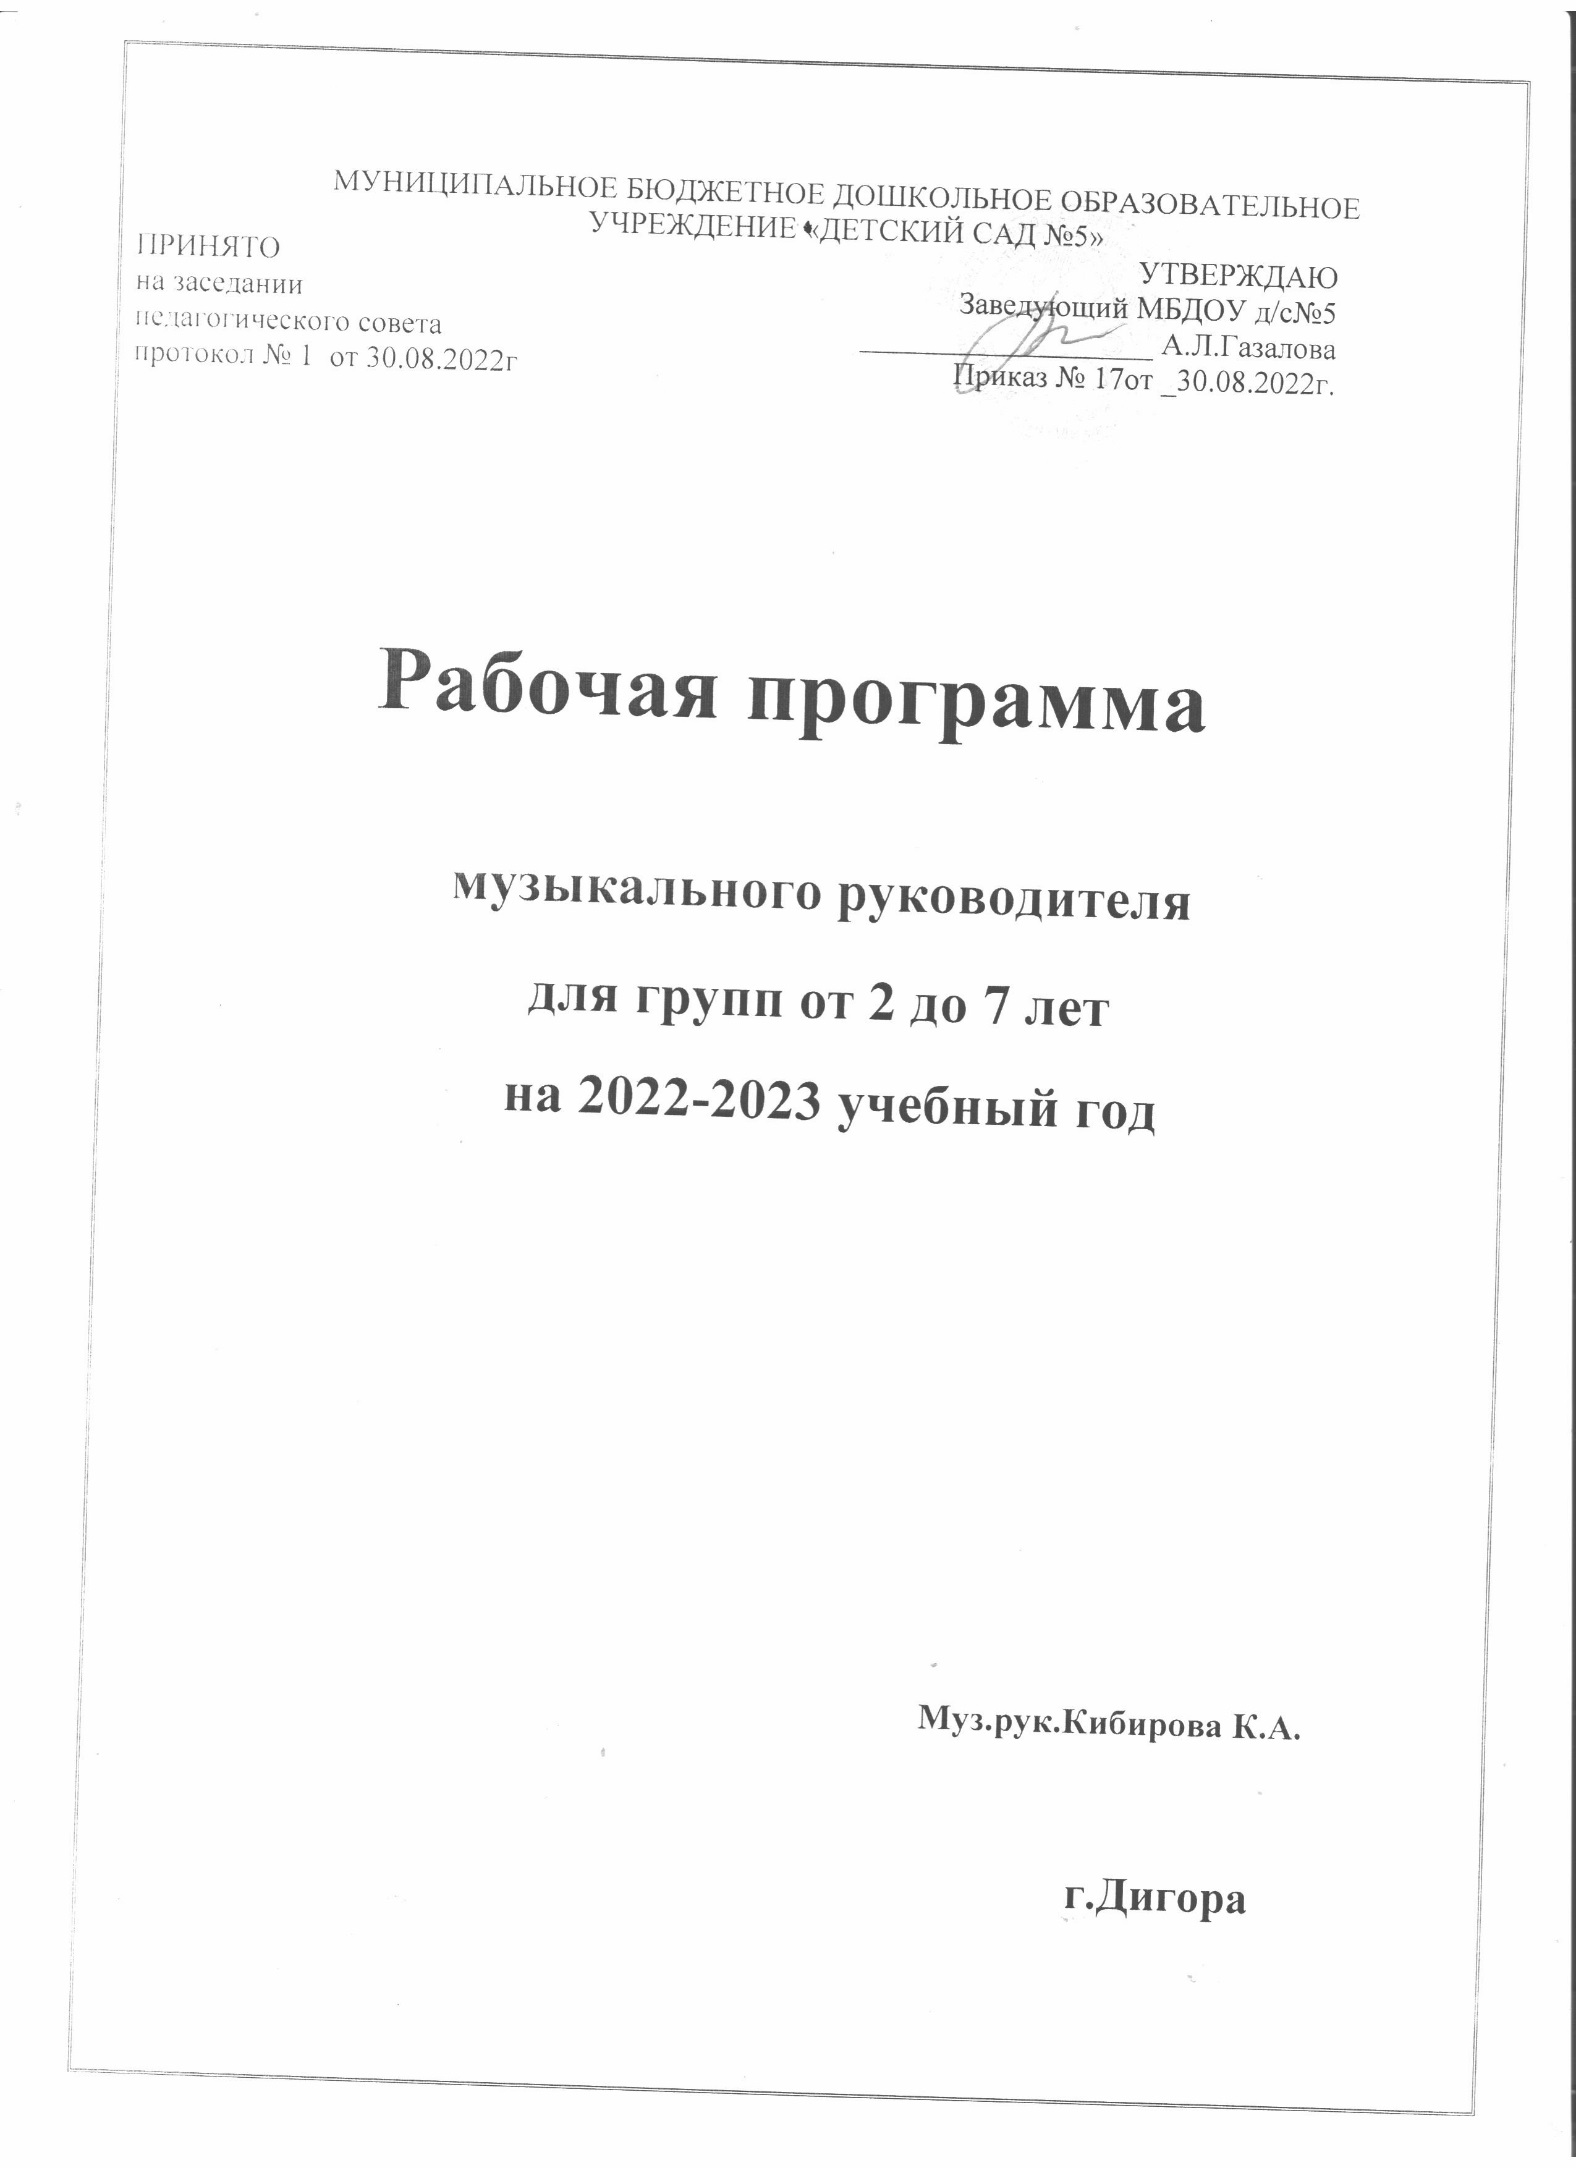 МУНИЦИПАЛЬНОЕ БЮДЖЕТНОЕ ДОШКОЛЬНОЕ ОБРАЗОВАТЕЛЬНОЕ
УЧРЕЖДЕНИЕ «ДЕТСКИЙ САД №5»
ПРИНЯТО
на заседании
педагогического совета
протокол № 1 от 30.08.2022г
УТВЕРЖДАЮ
Заведующий МБДОУ д/с№5
____________________ А.Л.Газалова
Приказ № 17от _30.08.2022г.
Рабочая программа
музыкального руководителя
для групп от 2 до 7 лет
на 2022-2023 учебный год
Муз.рук.Кибирова К.А.
г.Дигора